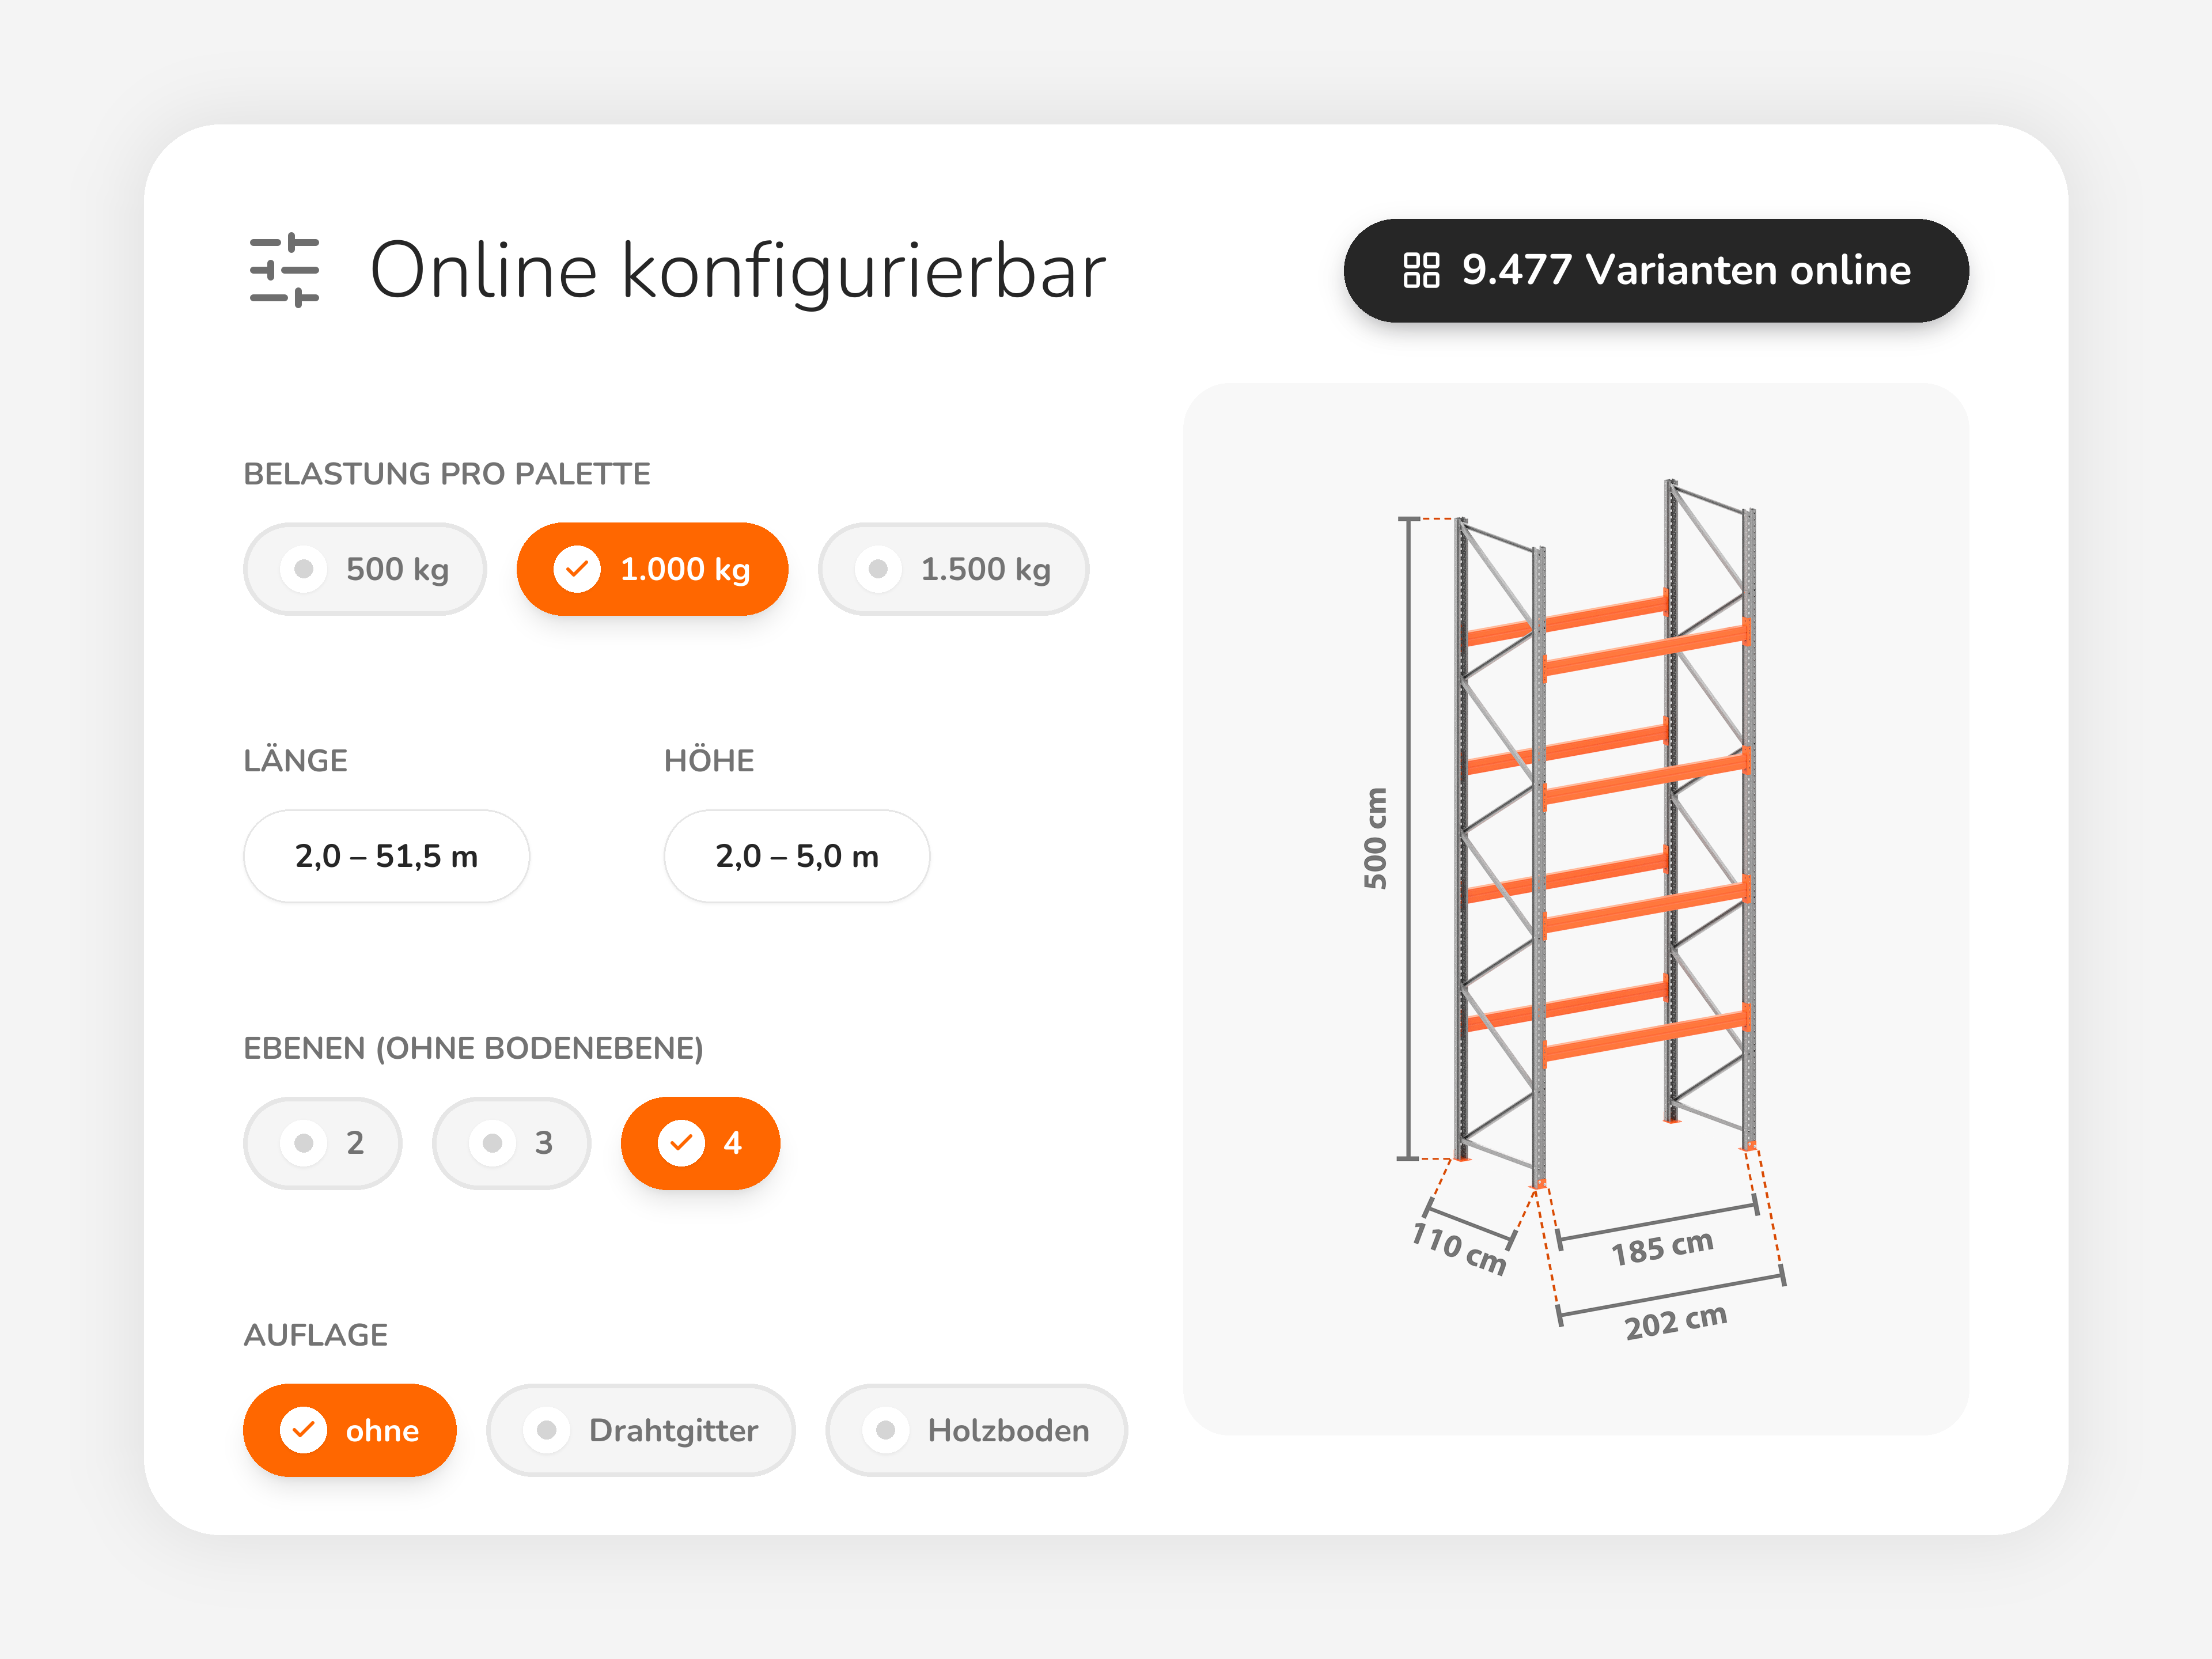 Online konfigurierbar
9.477 Varianten online
BELASTUNG PRO PALETTE
500 kg
1.000 kg
1.500 kg
LÄNGE
HÖHE
2,0 – 51,5 m
2,0 – 5,0 m
EBENEN (OHNE BODENEBENE)
2
3
4
AUFLAGE
ohne
Drahtgitter
Holzboden
500 cm
110 cm
185 cm
202 cm